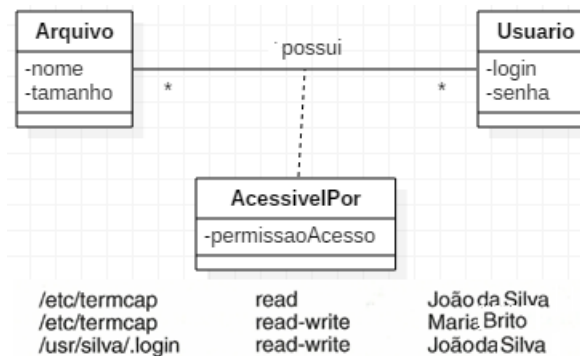 Arquivo
-nome
-tamanho
possui
*
*
Usuario
-login
-senha
AcessivelPor
-permissaoAcesso
/etc/termcap read João da Silva
/etc/termcap read-write Maria Brito
/usr/silva/.login read-write João da Silva